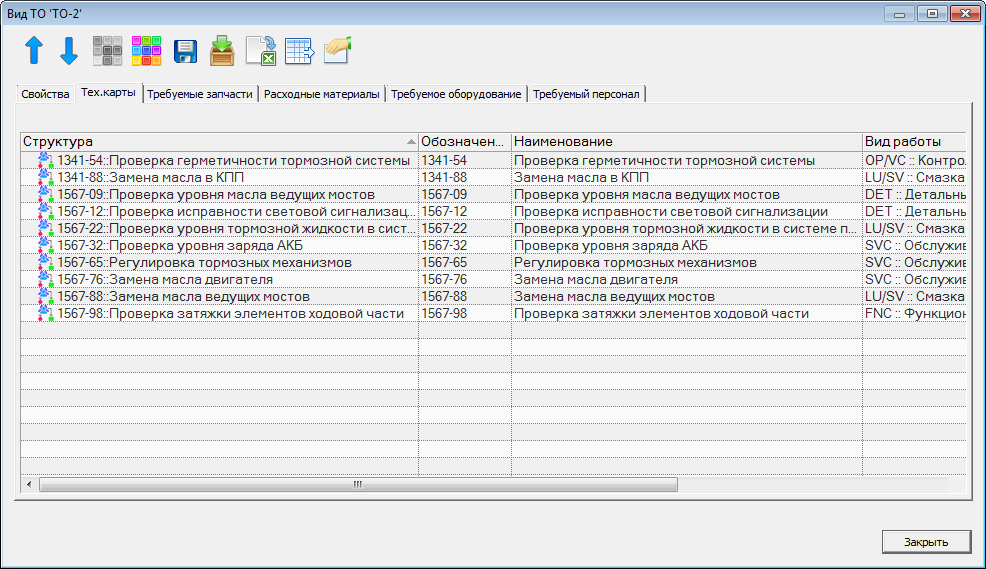 Вид ТО 'ТО-2'
Свойства Тех.карты Требуемые запчасти Расходные материалы Требуемое оборудование Требуемый персонал
Структура Обозначен... Наименование Вид работы
1341-54::Проверка герметичности тормозной системы 1341-54 Проверка герметичности тормозной системы OP/VC :: Контрол
1341-88::Замена масла в КПП 1341-88 Замена масла в КПП LU/SV :: Смазка
1567-09::Проверка уровня масла ведущих мостов 1567-09 Проверка уровня масла ведущих мостов DET :: Детальны
1567-12::Проверка исправности световой сигнализац... 1567-12 Проверка исправности световой сигнализации DET :: Детальны
1567-22::Проверка уровня тормозной жидкости в сист... 1567-22 Проверка уровня тормозной жидкости в системе п... LU/SV :: Смазка
1567-32::Проверка уровня заряда АКБ 1567-32 Проверка уровня заряда АКБ SVC :: Обслужив
1567-65::Регулировка тормозных механизмов 1567-65 Регулировка тормозных механизмов SVC :: Обслужив
1567-76::Замена масла двигателя 1567-76 Замена масла двигателя SVC :: Обслужив
1567-88::Замена масла ведущих мостов 1567-88 Замена масла ведущих мостов LU/SV :: Смазка
1567-98::Проверка затяжки элементов ходовой части 1567-98 Проверка затяжки элементов ходовой части FNC :: Функцион
Закрыть